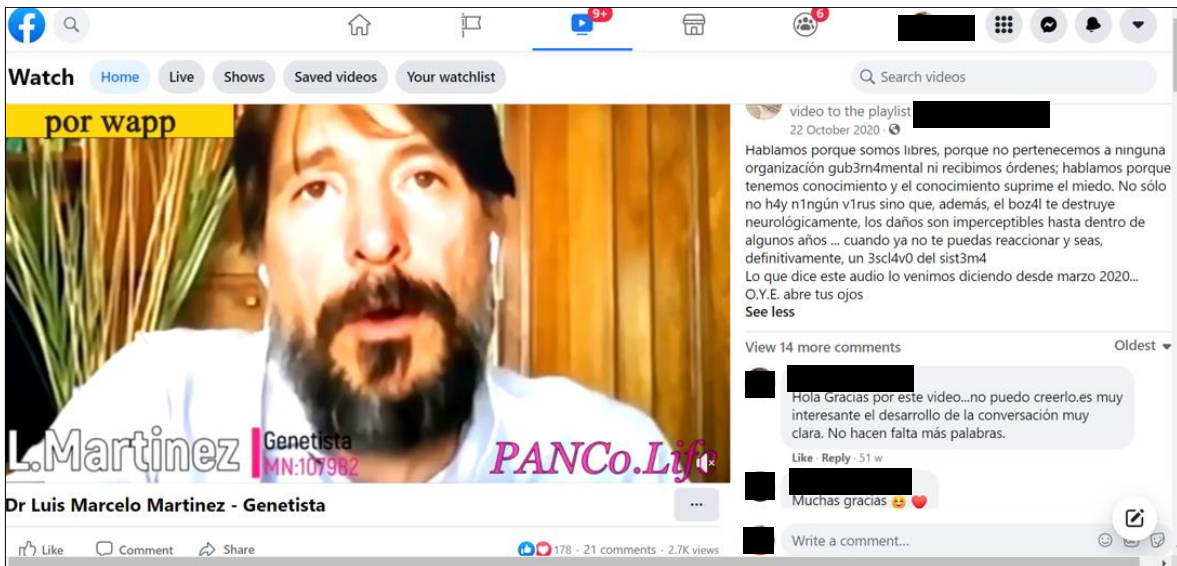 9+
6
Watch
Home
Live
Shows
Saved videos
Your watchlist
Search videos
por wapp
L.Martinez
Genetista
MN:107982
PANCo.Life
Dr Luis Marcelo Martinez - Genetista
...
Like
Comment
Share
178 · 21 comments · 2.7K views
video to the playlist
22 October 2020 ·
Hablamos porque somos libres, porque no pertenecemos a ninguna
organización gub3rn4mental ni recibimos órdenes; hablamos porque
tenemos conocimiento y el conocimiento suprime el miedo. No sólo
no h4y n1ngún v1rus sino que, además, el boz4l te destruye
neurológicamente, los daños son imperceptibles hasta dentro de
algunos años ... cuando ya no te puedas reaccionar y seas,
definitivamente, un 3scl4v0 del sist3m4
Lo que dice este audio lo venimos diciendo desde marzo 2020...
O.Y.E. abre tus ojos
See less
View 14 more comments
Oldest
Hola Gracias por este video...no puedo creerlo.es muy
interesante el desarrollo de la conversación muy
clara. No hacen falta más palabras.
Like · Reply · 51 w
Muchas gracias ☺️ ❤️
Write a comment...